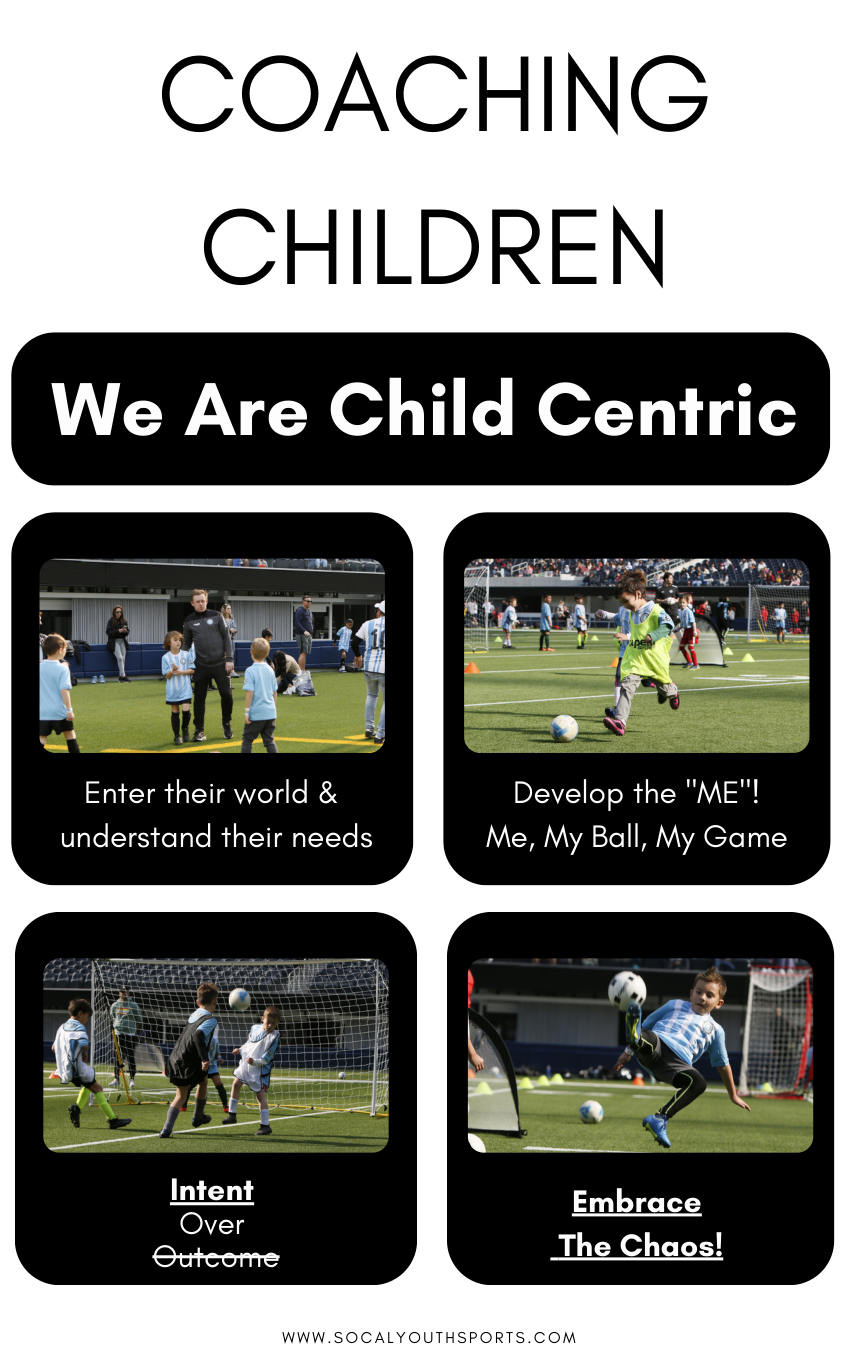 COACHING
CHILDREN
We Are Child Centric
Enter their world &
understand their needs
Develop the "ME"!
Me, My Ball, My Game
Intent
Over
Outcome
Embrace
The Chaos!
WWW.SOCALYOUTHSPORTS.COM